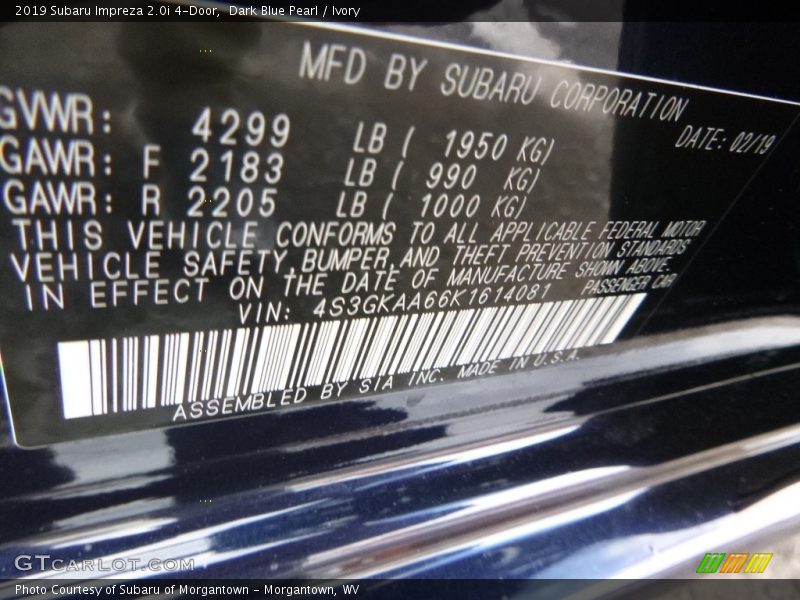 2019 Subaru Impreza 2.0i 4-Door, Dark Blue Pearl / Ivory
MFD BY SUBARU CORPORATION
GVWR: 4299 LB ( 1950 KG) DATE: 02/19
GAWR: F 2183 LB ( 990 KG)
GAWR: R 2205 LB ( 1000 KG)
THIS VEHICLE CONFORMS TO ALL APPLICABLE FEDERAL MOTOR
VEHICLE SAFETY,BUMPER,AND THEFT PREVENTION STANDARDS
IN EFFECT ON THE DATE OF MANUFACTURE SHOWN ABOVE.
VIN: 4S3GKAA66K1614081 PASSENGER CAR
ASSEMBLED BY SIA INC. MADE IN U.S.A.
GTCARLOT.COM
Photo Courtesy of Subaru of Morgantown - Morgantown, WV